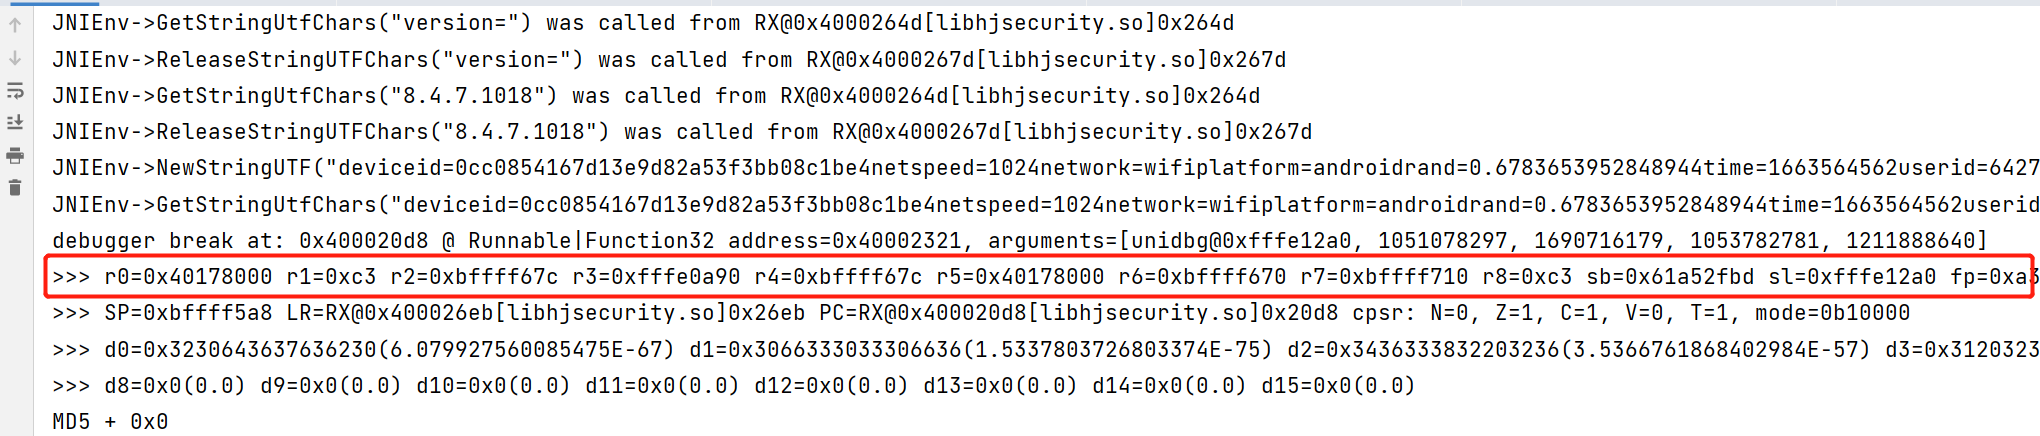 JNIEnv->GetStringUtfChars("version=") was called from RX@0x4000264d[libhjsecurity.so]0x264d
JNIEnv->ReleaseStringUTFChars("version=") was called from RX@0x4000267d[libhjsecurity.so]0x267d
JNIEnv->GetStringUtfChars("8.4.7.1018") was called from RX@0x4000264d[libhjsecurity.so]0x264d
JNIEnv->ReleaseStringUTFChars("8.4.7.1018") was called from RX@0x4000267d[libhjsecurity.so]0x267d
JNIEnv->NewStringUTF("deviceid=0cc0854167d13e9d82a53f3bb08c1be4netspeed=1024network=wifiplatform=androidrand=0.6783653952848944time=1663564562userid=6427
JNIEnv->GetStringUtfChars("deviceid=0cc0854167d13e9d82a53f3bb08c1be4netspeed=1024network=wifiplatform=androidrand=0.6783653952848944time=1663564562userid
debugger break at: 0x400020d8 @ Runnable|Function32 address=0x40002321, arguments=[unidbg@0xfffe12a0, 1051078297, 1690716179, 1053782781, 1211888640]
>>> r0=0x40178000 r1=0xc3 r2=0xbffff67c r3=0xfffe0a90 r4=0xbffff67c r5=0x40178000 r6=0xbffff670 r7=0xbffff710 r8=0xc3 sb=0x61a52fbd sl=0xfffe12a0 fp=0xa3
>>> SP=0xbffff5a8 LR=RX@0x400026eb[libhjsecurity.so]0x26eb PC=RX@0x400020d8[libhjsecurity.so]0x20d8 cpsr: N=0, Z=1, C=1, V=0, T=1, mode=0b10000
>>> d0=0x3230643637636230(6.079927560085475E-67) d1=0x3066333033306636(1.5337803726803374E-75) d2=0x3436333832203236(3.5366761868402984E-57) d3=0x3120323
>>> d8=0x0(0.0) d9=0x0(0.0) d10=0x0(0.0) d11=0x0(0.0) d12=0x0(0.0) d13=0x0(0.0) d14=0x0(0.0) d15=0x0(0.0)
MD5 + 0x0